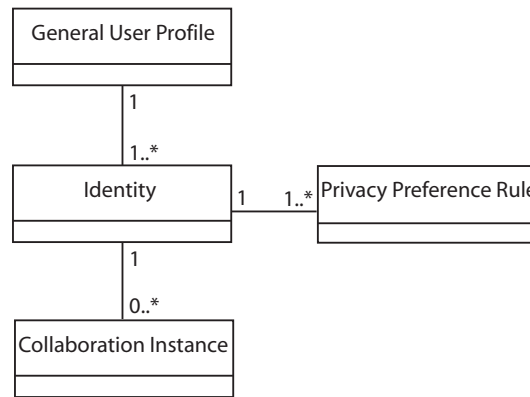 General User Profile
1
1..*
Identity
1
1..*
Privacy Preference Rule
1
0..*
Collaboration Instance